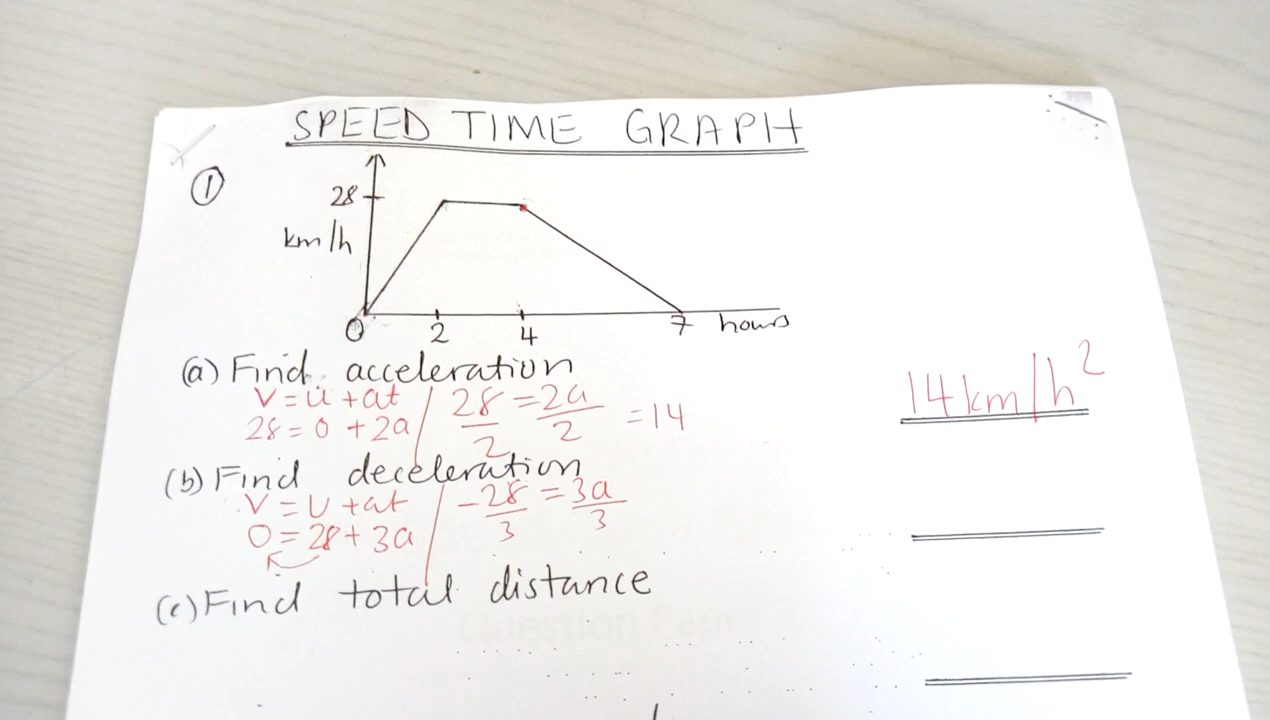 SPEED TIME GRAPH
①
28
km/h
0 2 4 7 hours
(a) Find acceleration
V = u + at / 28/2 = 2a/2 = 14
28 = 0 + 2a
14 km/h²
(b) Find deceleration
V = U + at / -28/3 = 3a/3
0 = 28 + 3a
(c) Find total distance
Question Paper